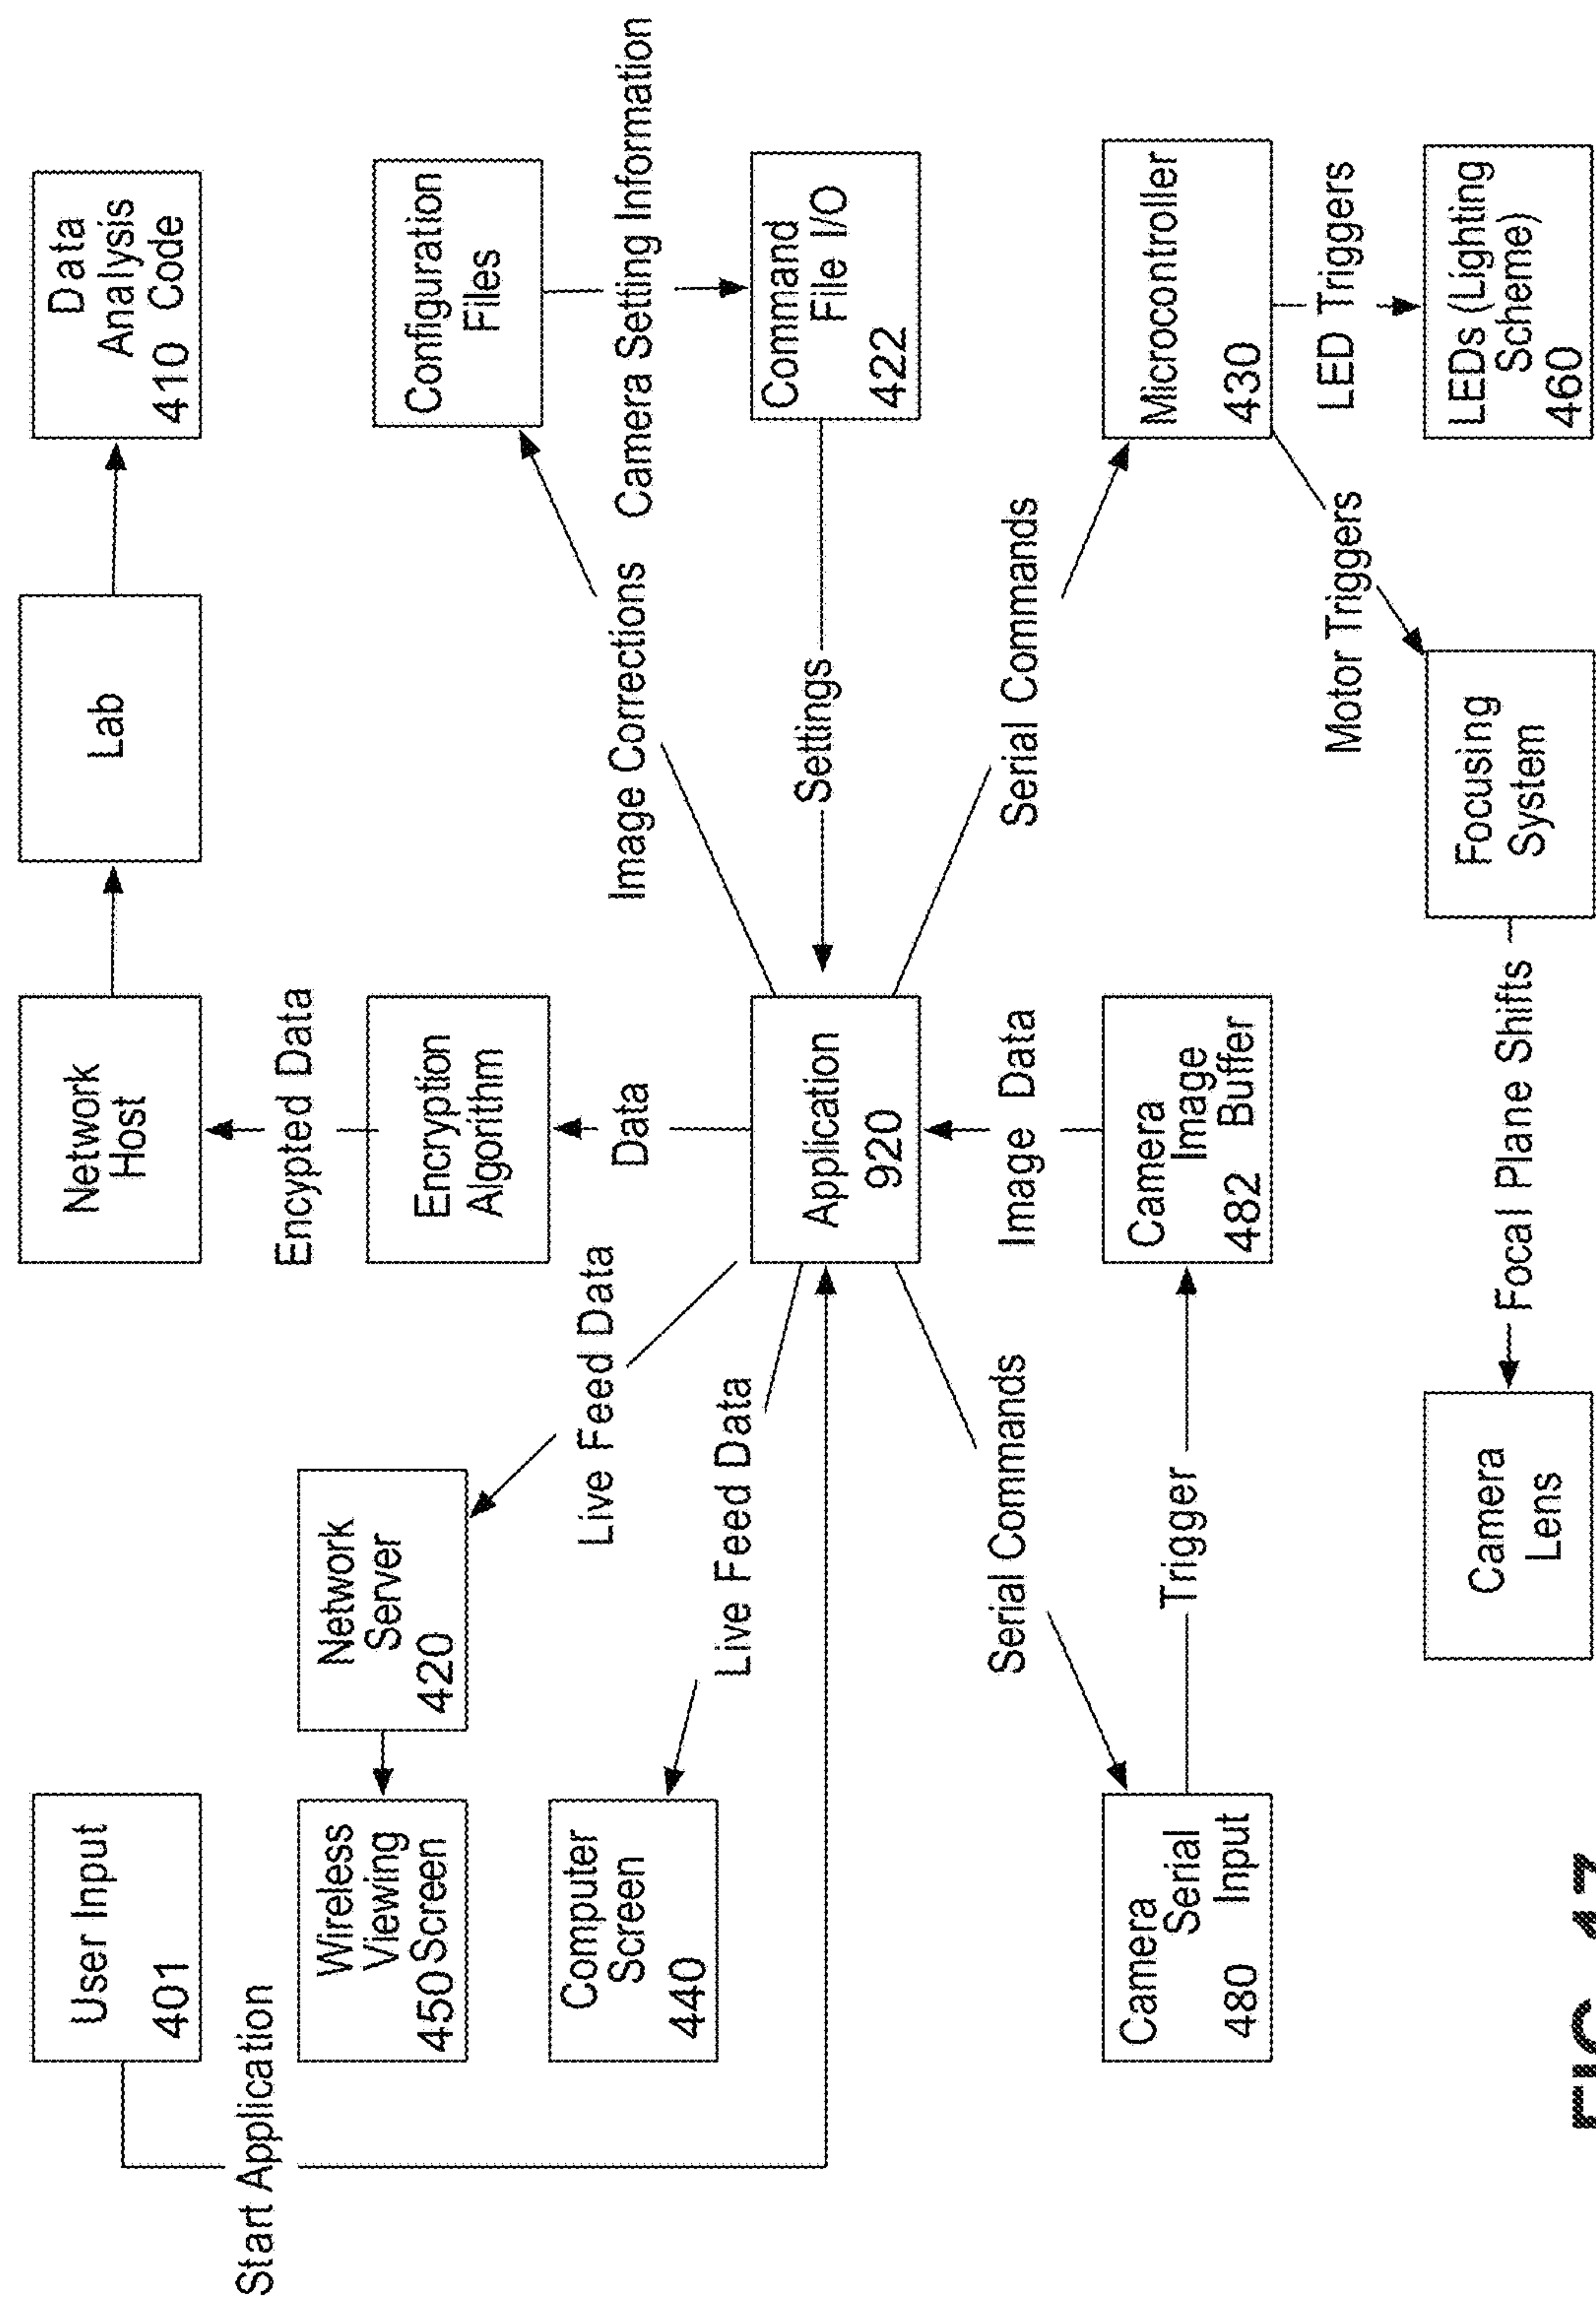 Start Application
User Input
401
Wireless
Viewing
450 Screen
Computer
Screen
440
Network
Server
420
Live Feed Data
Live Feed Data
Network
Host
Encypted Data
Encryption
Algorithm
Data
Application
920
Lab
Data
Analysis
410 Code
Configuration
Files
Image Corrections
Camera Setting Information
Command
File I/O
422
Settings
Serial Commands
Serial Commands
Camera
Serial
480 Input
Trigger
Image Data
Camera
Image
482 Buffer
Microcontroller
430
LED Triggers
LEDs (Lighting
Scheme)
460
Motor Triggers
Focusing
System
Focal Plane Shifts
Camera
Lens